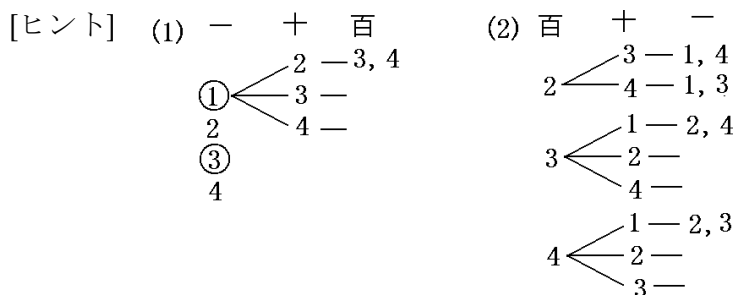 [ヒント] (1) 一 十 百
2 — 3, 4
① 3 —
2 4 —
③
4
(2) 百 十 一
3 — 1, 4
2 4 — 1, 3
1 — 2, 4
3 2 —
4 —
1 — 2, 3
4 2 —
3 —